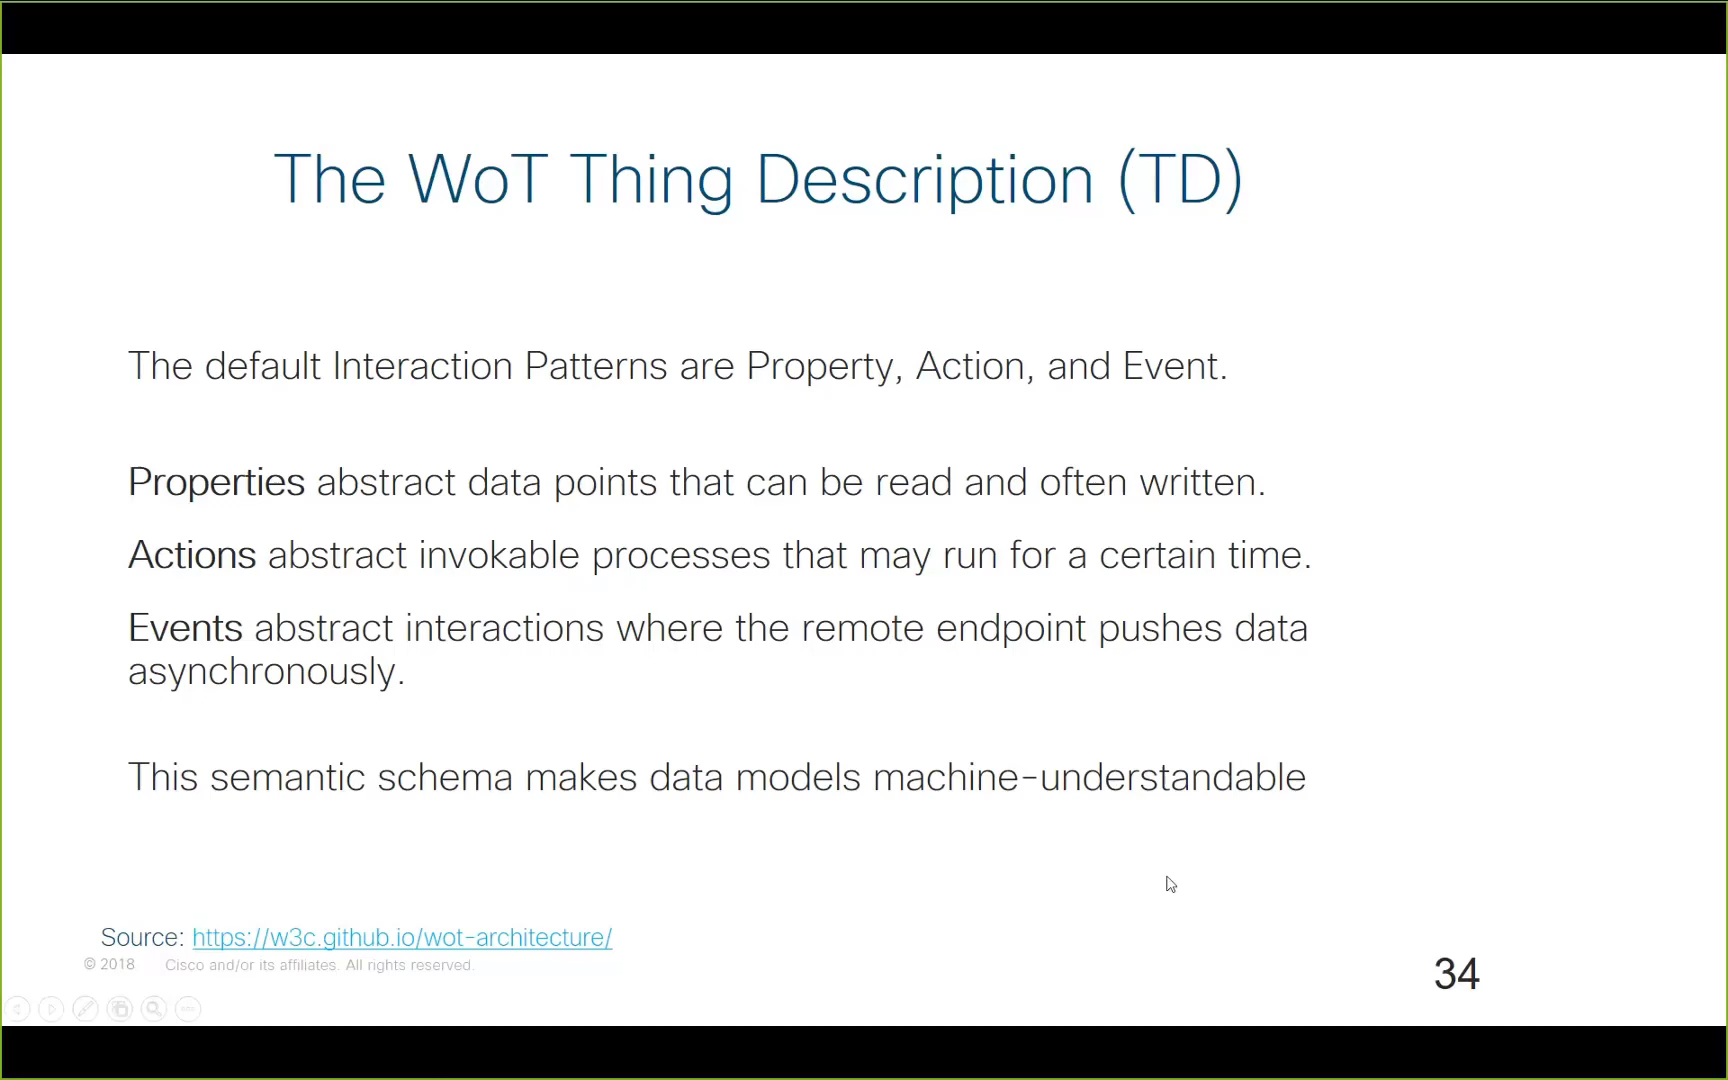 The WoT Thing Description (TD)
The default Interaction Patterns are Property, Action, and Event.
Properties abstract data points that can be read and often written.
Actions abstract invokable processes that may run for a certain time.
Events abstract interactions where the remote endpoint pushes data
asynchronously.
This semantic schema makes data models machine-understandable
Source: https://w3c.github.io/wot-architecture/
© 2018 Cisco and/or its affiliates. All rights reserved.
34